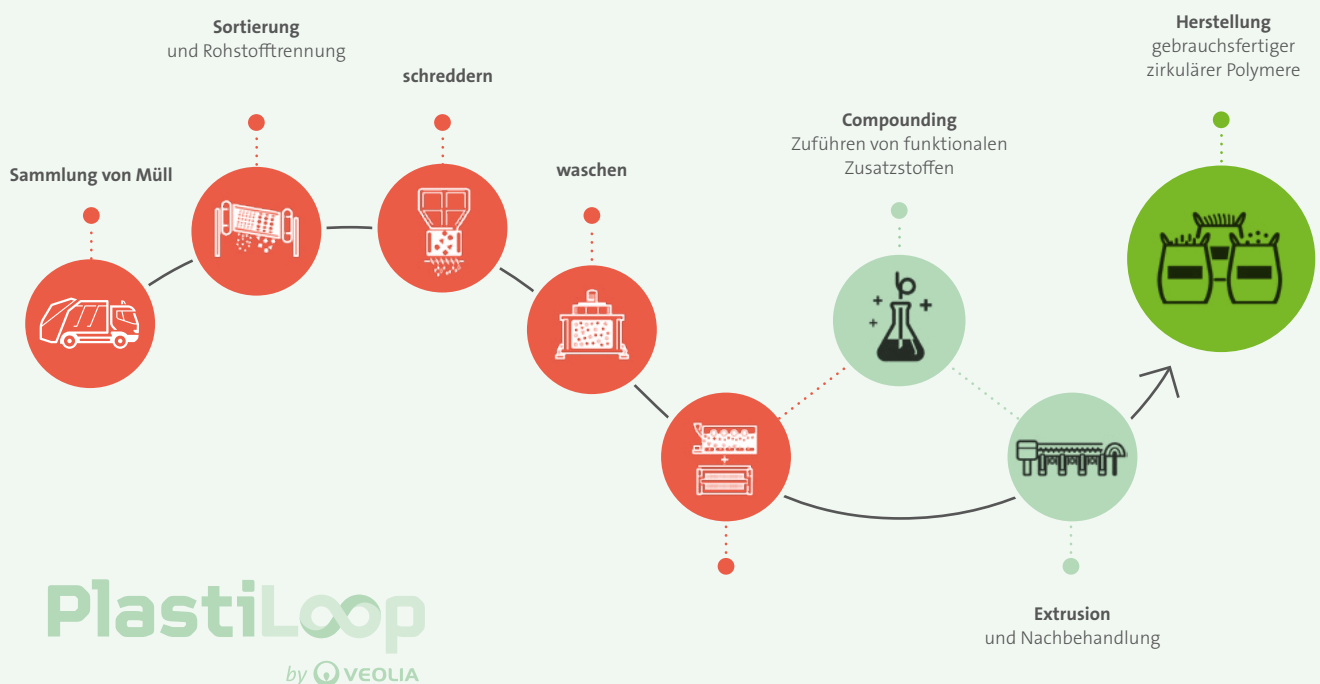 Sammlung von Müll
Sortierung
und Rohstofftrennung
schreddern
waschen
Compounding
Zuführen von funktionalen
Zusatzstoffen
Extrusion
und Nachbehandlung
Herstellung
gebrauchsfertiger
zirkulärer Polymere
PlastiLoop
by VEOLIA